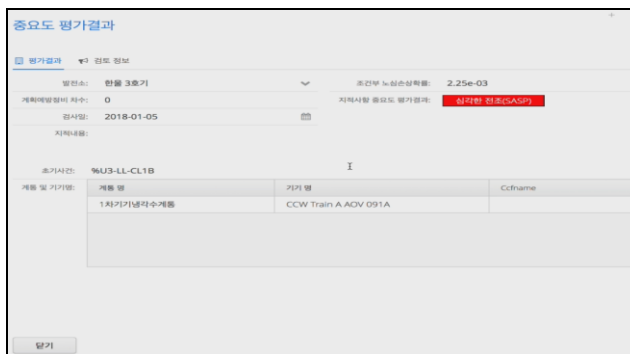 중요도 평가결과
평가결과 검토 정보
발전소: 한울 3호기 조건부 노심손상확률: 2.25e-03
계획예방정비 차수: 0 지적사항 중요도 평가결과: 심각한 전조(SASP)
검사일: 2018-01-05
지적내용:
초기사건: %U3-LL-CL1B
계통 및 기기명: 계통 명 기기 명 Ccfname
1차기기냉각수계통 CCW Train A AOV 091A
닫기